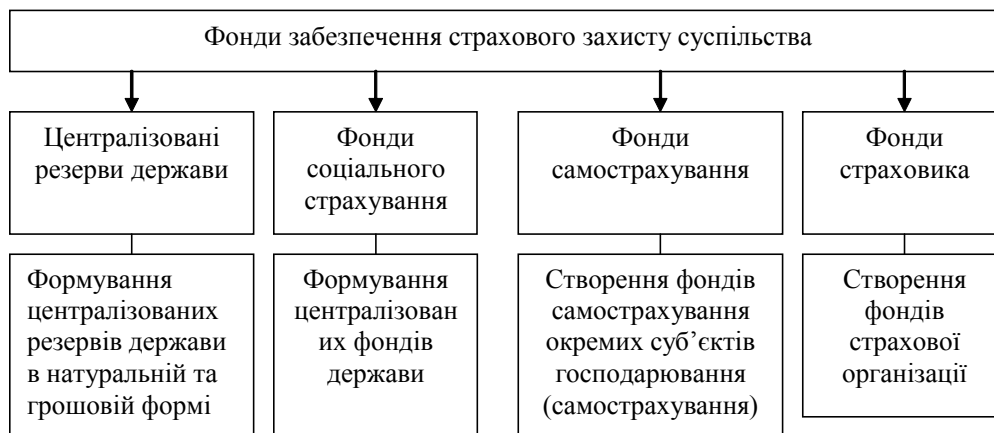 Фонди забезпечення страхового захисту суспільства
Централізовані
резерви держави
Фонди
соціального
страхування
Фонди
самострахування
Фонди
страховика
Формування
централізованих
резервів держави
в натуральній та
грошовій формі
Формування
централізован
их фондів
держави
Створення фондів
самострахування
окремих суб’єктів
господарювання
(самострахування)
Створення
фондів
страхової
організації